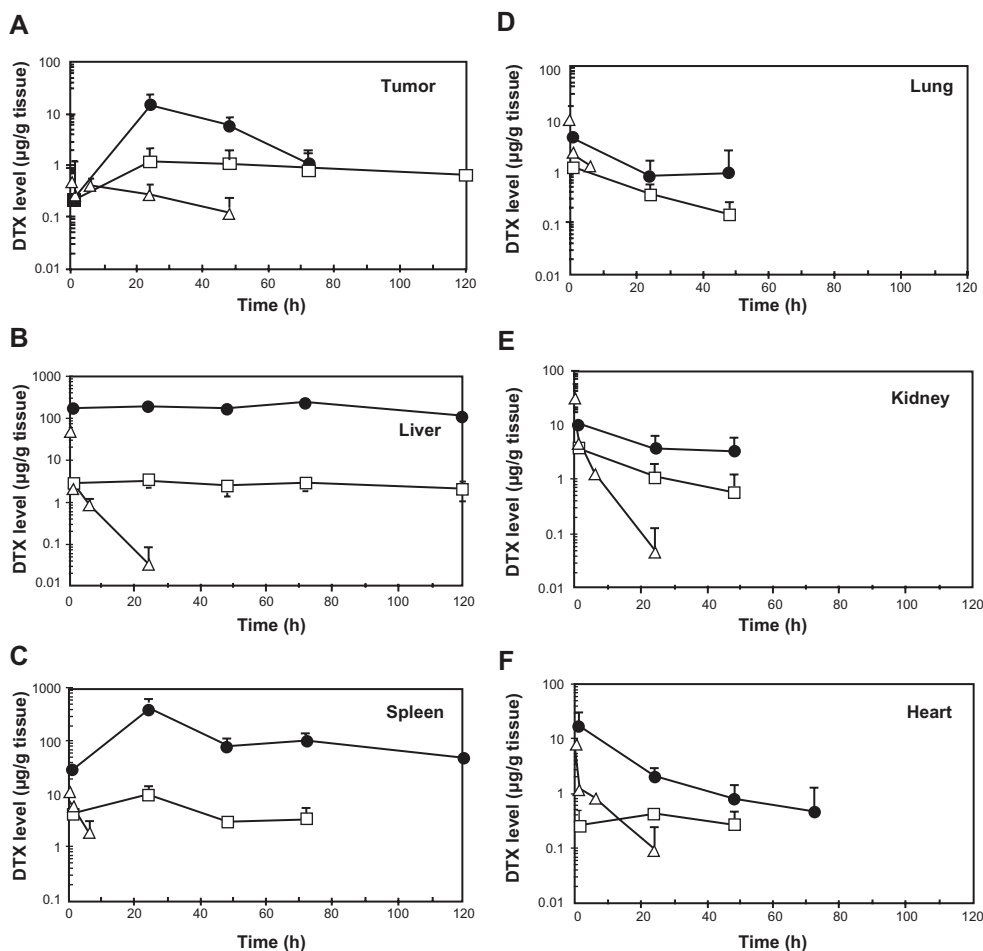 A
DTX level (µg/g tissue)
100
10
1
0.1
0.01
Tumor
0 20 40 60 80 100 120
Time (h)
B
DTX level (µg/g tissue)
1000
100
10
1
0.1
0.01
Liver
0 20 40 60 80 100 120
Time (h)
C
DTX level (µg/g tissue)
1000
100
10
1
0.1
Spleen
0 20 40 60 80 100 120
Time (h)
D
DTX level (µg/g tissue)
100
10
1
0.1
0.01
Lung
0 20 40 60 80 100 120
Time (h)
E
DTX level (µg/g tissue)
100
10
1
0.1
0.01
Kidney
0 20 40 60 80 100 120
Time (h)
F
DTX level (µg/g tissue)
100
10
1
0.1
0.01
Heart
0 20 40 60 80 100 120
Time (h)